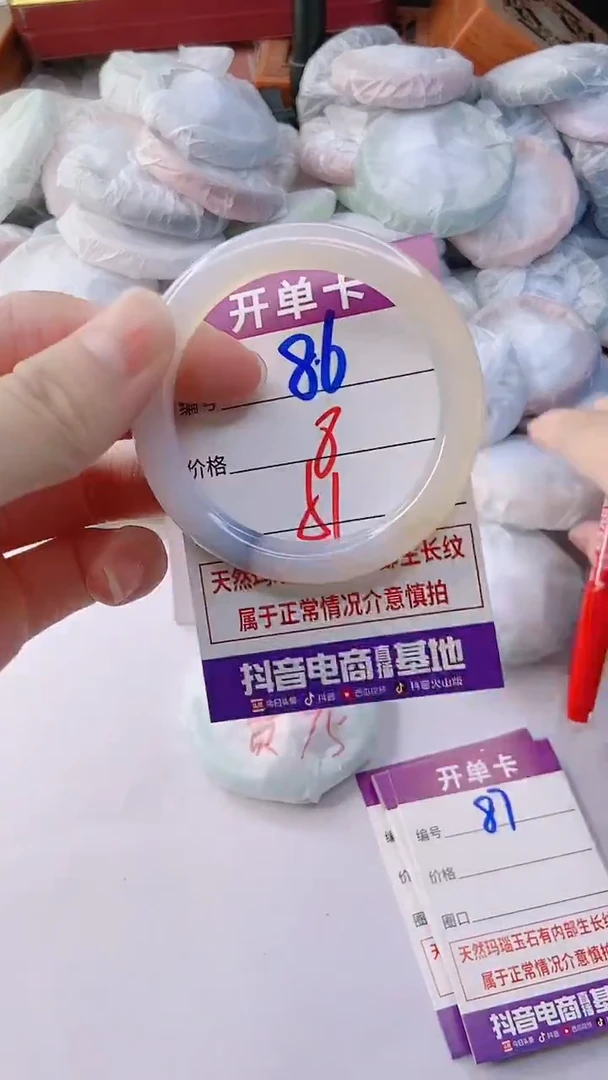 开单卡
编号 86
价格 8
81
天然玛 部生长纹
属于正常情况介意慎拍
抖音电商直播基地
今日头条 抖音 西瓜视频 抖音火山版
开单卡
编号 87
价格
圈口
天然玛瑙玉石有内部生长纹
属于正常情况介意慎拍
抖音电商直播基地